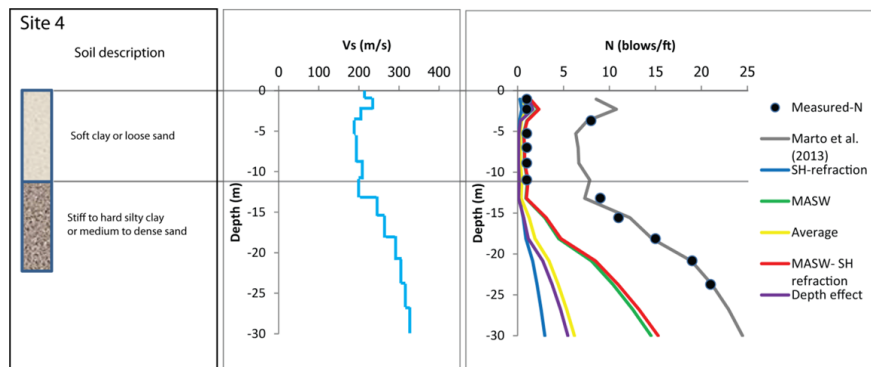 Site 4
Soil description
Soft clay or loose sand
Stiff to hard silty clay
or medium to dense sand
Vs (m/s)
0 100 200 300 400
0
-5
-10
-15
-20
-25
-30
Depth (m)
N (blows/ft)
0 5 10 15 20 25
0
-5
-10
-15
-20
-25
-30
Depth (m)
Measured-N
Marto et al.
(2013)
SH-refraction
MASW
Average
MASW- SH
refraction
Depth effect